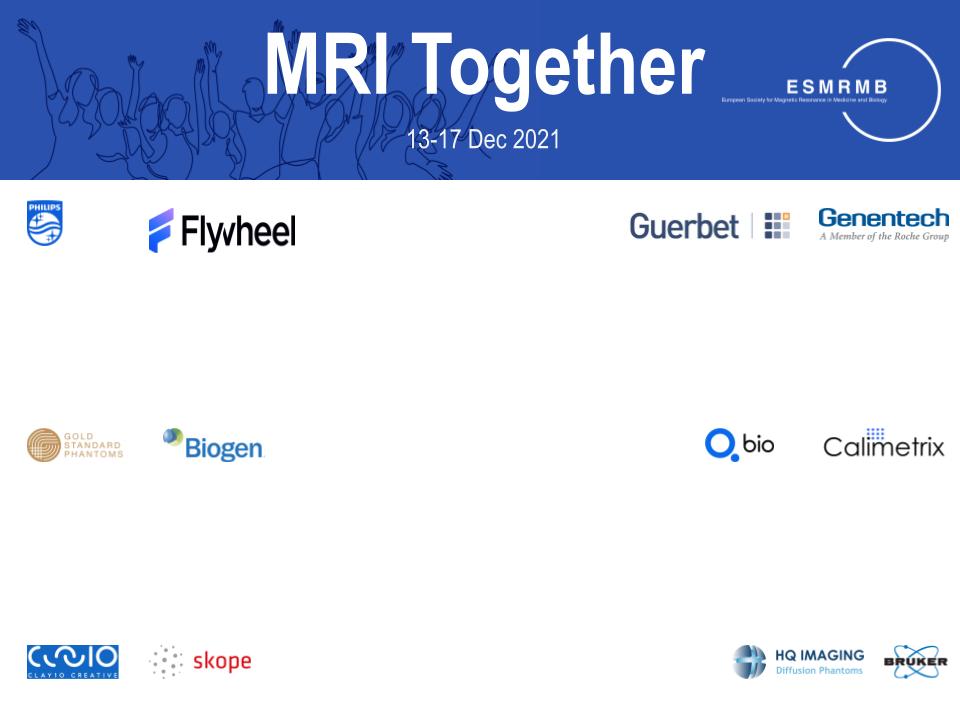 MRI Together
ESMRMB
European Society for Magnetic Resonance in Medicine and Biology
13-17 Dec 2021
PHILIPS
Flywheel
Guerbet
Genentech
A Member of the Roche Group
GOLD
STANDARD
PHANTOMS
Biogen
Q bio
Calimetrix
CLAYIO CREATIVE
skope
HQ IMAGING
Diffusion Phantoms
BRUKER